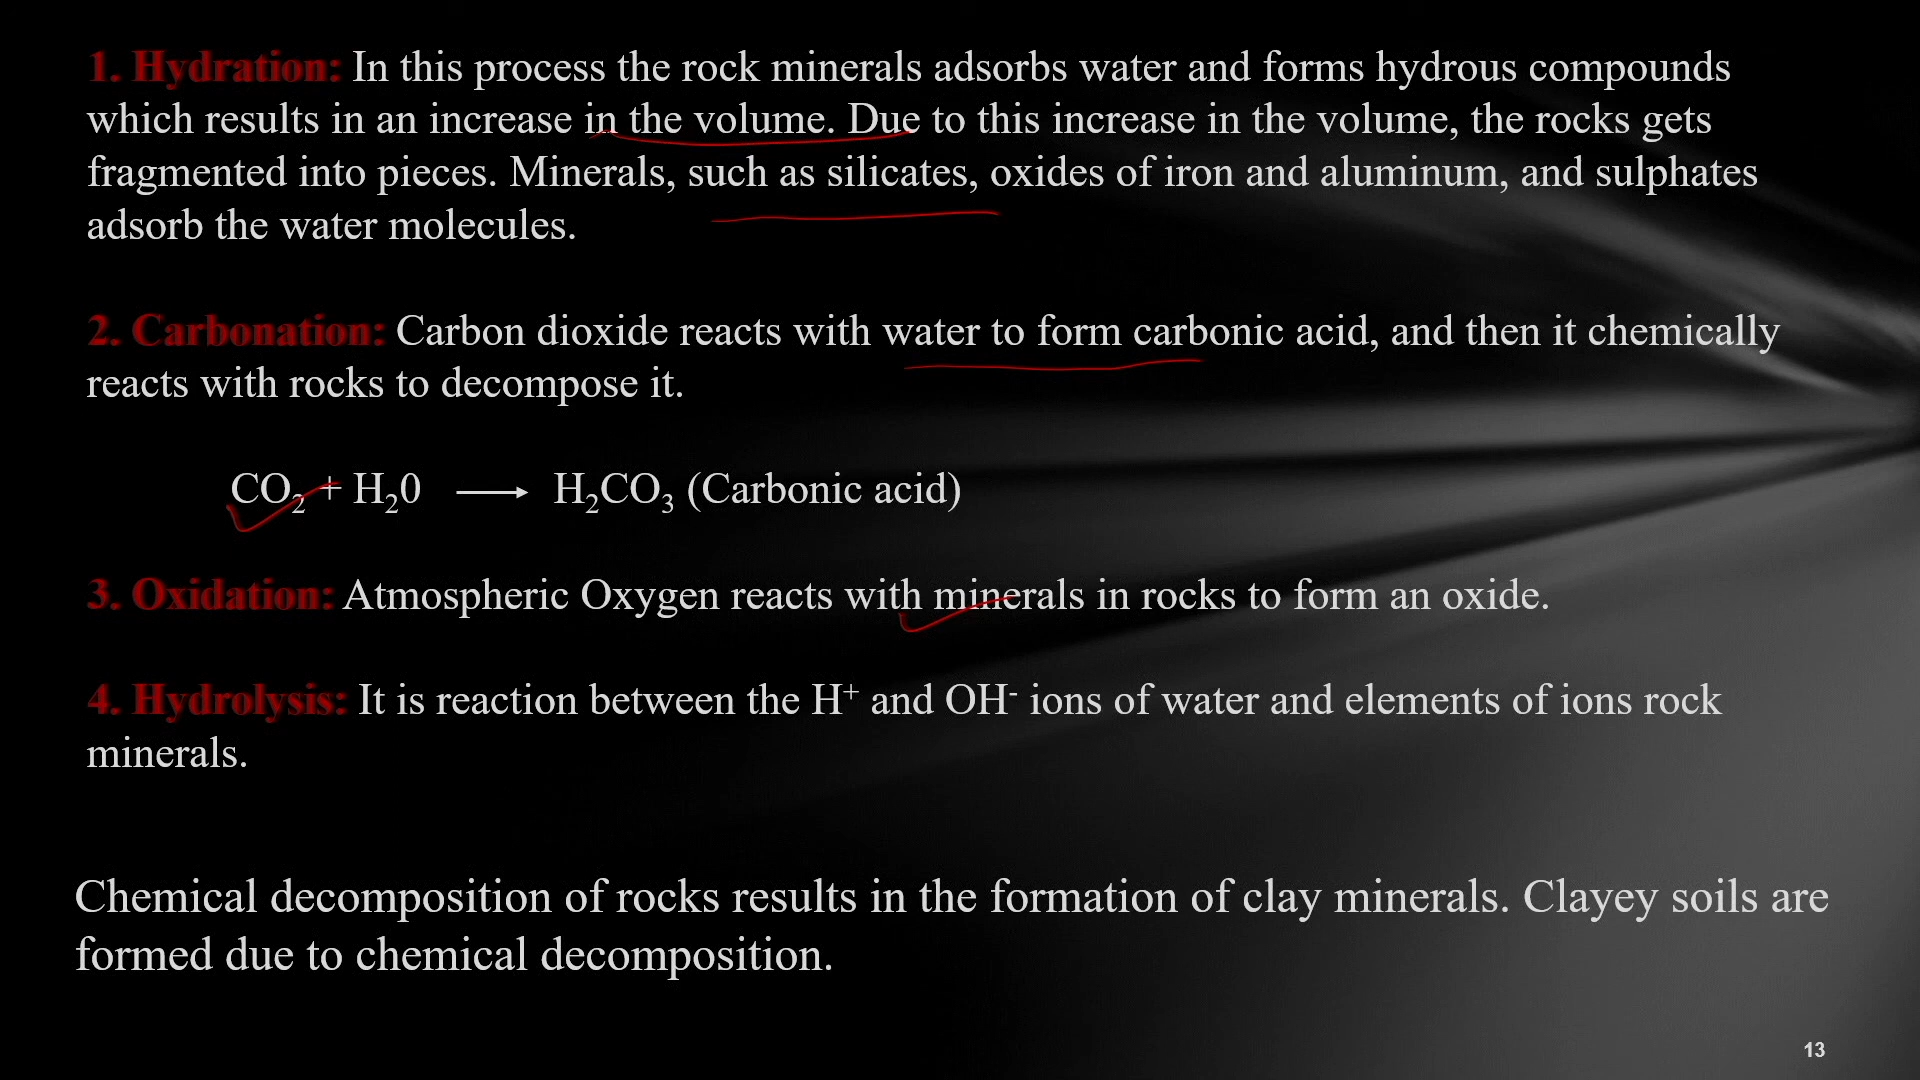 1. Hydration: In this process the rock minerals adsorbs water and forms hydrous compounds
which results in an increase in the volume. Due to this increase in the volume, the rocks gets
fragmented into pieces. Minerals, such as silicates, oxides of iron and aluminum, and sulphates
adsorb the water molecules.
2. Carbonation: Carbon dioxide reacts with water to form carbonic acid, and then it chemically
reacts with rocks to decompose it.
CO₂ + H₂0 ⟶ H₂CO₃ (Carbonic acid)
3. Oxidation: Atmospheric Oxygen reacts with minerals in rocks to form an oxide.
4. Hydrolysis: It is reaction between the H⁺ and OH⁻ ions of water and elements of ions rock
minerals.
Chemical decomposition of rocks results in the formation of clay minerals. Clayey soils are
formed due to chemical decomposition.
13